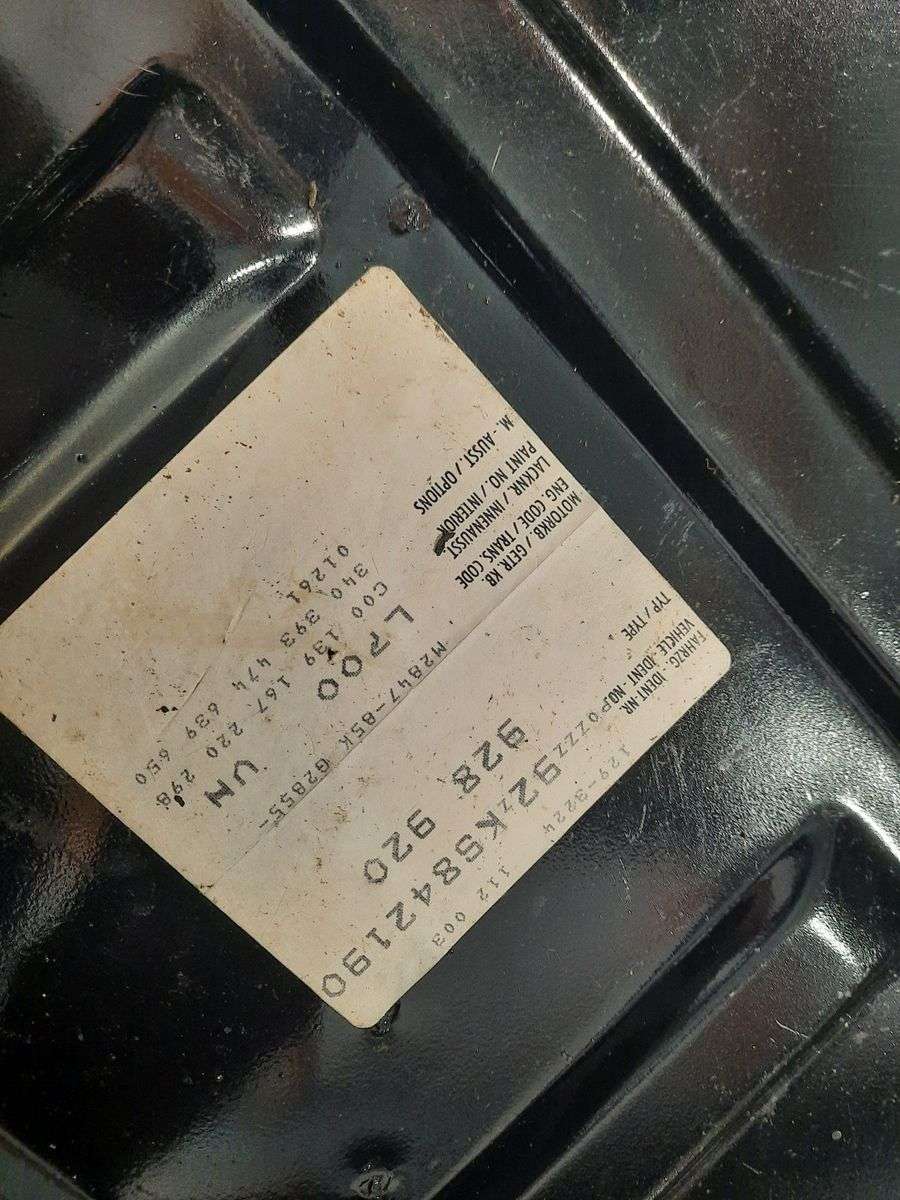 129-3224 112 003
FAHRZG. -IDENT-NR
VEHICLE -IDENT NO P0ZZZ92ZKS842190
TYP / TYPE 928 920
MOTORKB. / GETR. KB
ENG CODE / TRANS CODE M2847-85K G2855-
LACKNR / INNENAUSST
PAINT NO. / INTERIOR L700 VN
M. - AUSST / OPTIONS
C00 139 167 220 298
340 393 474 639 650
01261